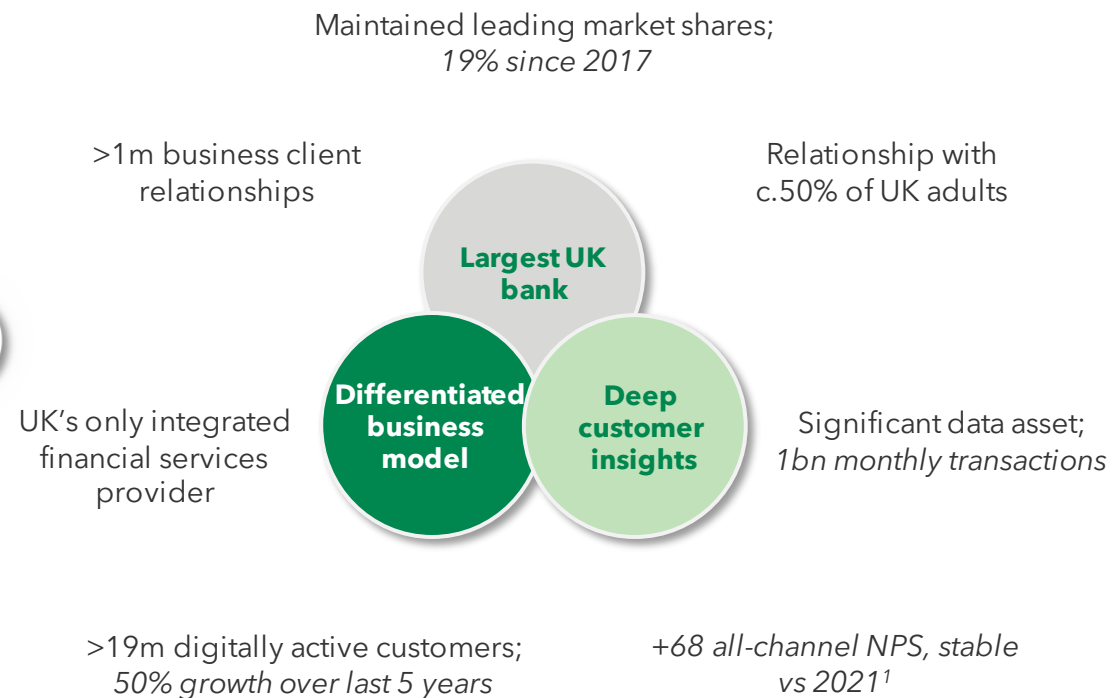 Maintained leading market shares;
19% since 2017
>1m business client
relationships
Relationship with
c.50% of UK adults
Largest UK
bank
Differentiated
business
model
Deep
customer
insights
UK’s only integrated
financial services
provider
Significant data asset;
1bn monthly transactions
>19m digitally active customers;
50% growth over last 5 years
+68 all-channel NPS, stable
vs 2021¹